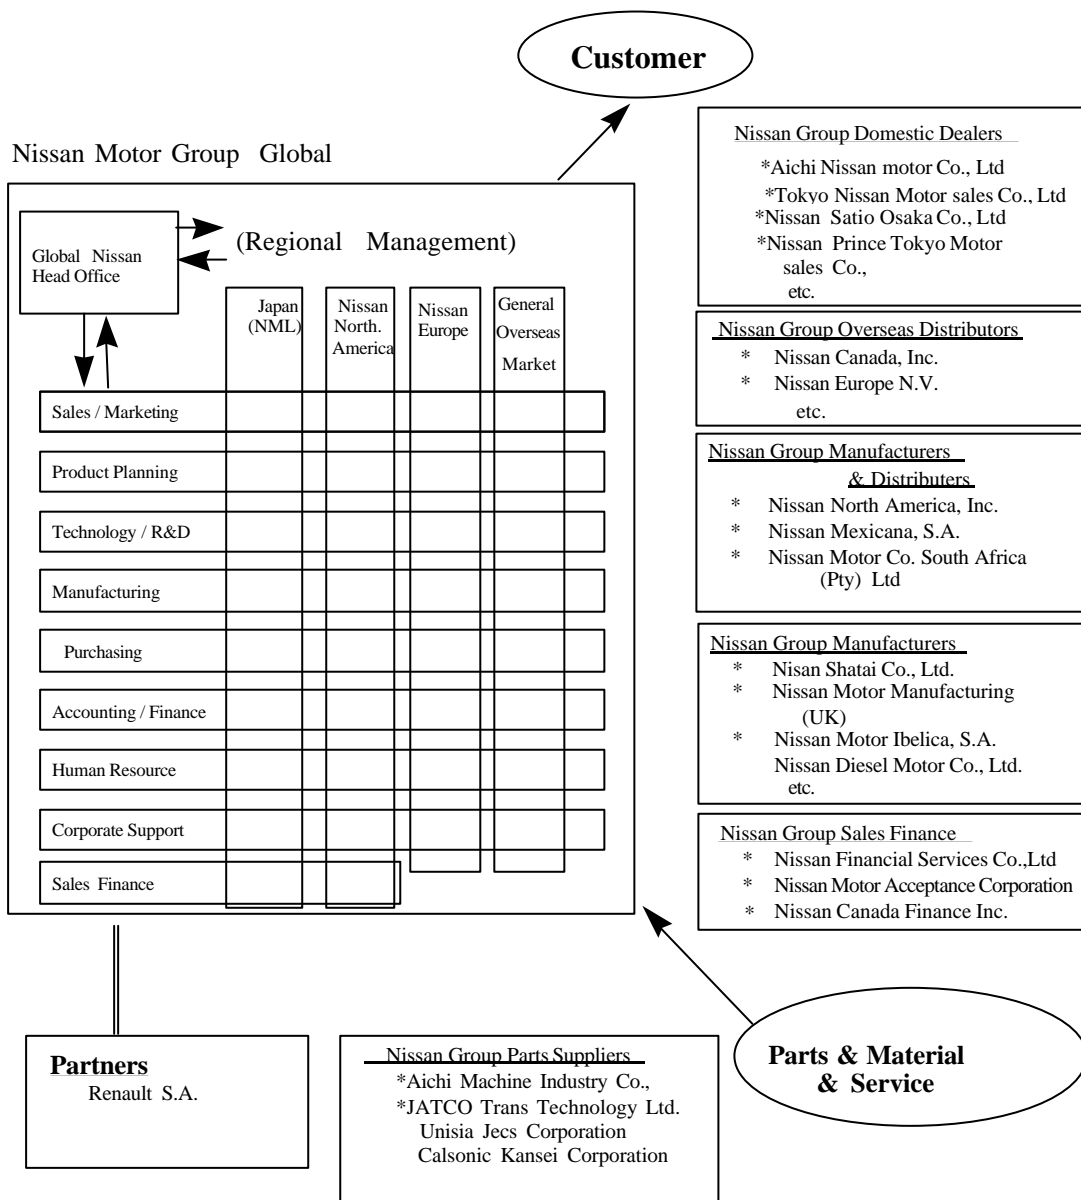 Customer
Nissan Motor Group Global
Global Nissan
Head Office
(Regional Management)
Japan
(NML)
Nissan
North.
America
Nissan
Europe
General
Overseas
Market
Sales / Marketing
Product Planning
Technology / R&D
Manufacturing
Purchasing
Accounting / Finance
Human Resource
Corporate Support
Sales Finance
Nissan Group Domestic Dealers
*Aichi Nissan motor Co., Ltd
*Tokyo Nissan Motor sales Co., Ltd
*Nissan Satio Osaka Co., Ltd
*Nissan Prince Tokyo Motor
sales Co.,
etc.
Nissan Group Overseas Distributors
* Nissan Canada, Inc.
* Nissan Europe N.V.
etc.
Nissan Group Manufacturers
& Distributers
* Nissan North America, Inc.
* Nissan Mexicana, S.A.
* Nissan Motor Co. South Africa
(Pty) Ltd
Nissan Group Manufacturers
* Nisan Shatai Co., Ltd.
* Nissan Motor Manufacturing
(UK)
* Nissan Motor Ibelica, S.A.
Nissan Diesel Motor Co., Ltd.
etc.
Nissan Group Sales Finance
* Nissan Financial Services Co.,Ltd
* Nissan Motor Acceptance Corporation
* Nissan Canada Finance Inc.
Partners
Renault S.A.
Nissan Group Parts Suppliers
*Aichi Machine Industry Co.,
*JATCO Trans Technology Ltd.
Unisia Jecs Corporation
Calsonic Kansei Corporation
Parts & Material
& Service